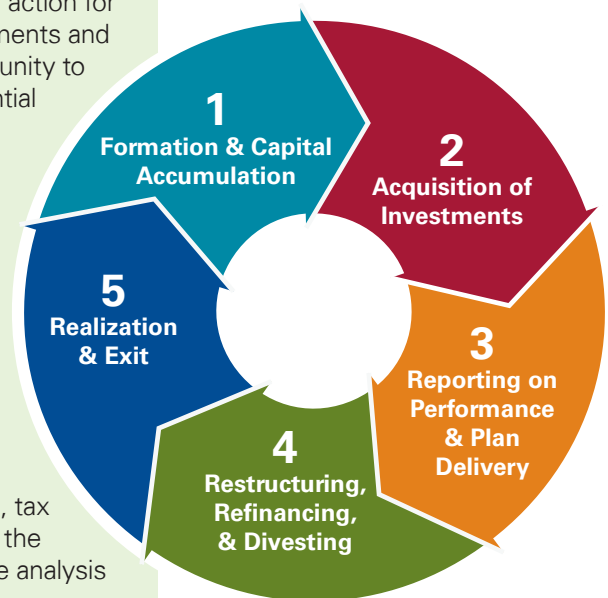 action for
ments and
unity to
ntial
1
Formation & Capital
Accumulation
2
Acquisition of
Investments
3
Reporting on
Performance
& Plan
Delivery
4
Restructuring,
Refinancing,
& Divesting
5
Realization
& Exit
, tax
the
e analysis